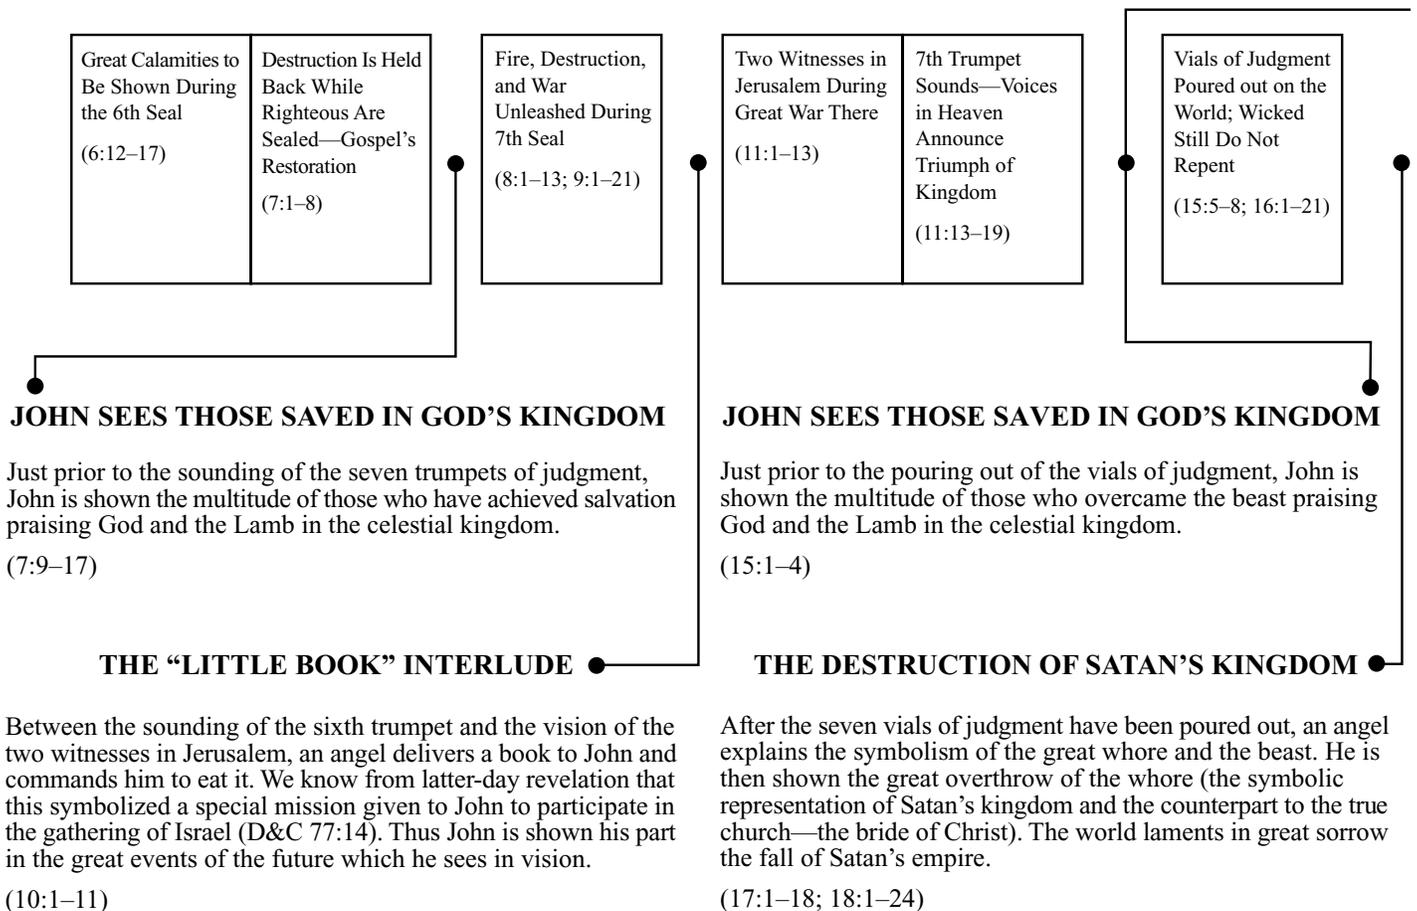 Great Calamities to
Be Shown During
the 6th Seal
(6:12–17)
Destruction Is Held
Back While
Righteous Are
Sealed—Gospel’s
Restoration
(7:1–8)
Fire, Destruction,
and War
Unleashed During
7th Seal
(8:1–13; 9:1–21)
Two Witnesses in
Jerusalem During
Great War There
(11:1–13)
7th Trumpet
Sounds—Voices
in Heaven
Announce
Triumph of
Kingdom
(11:13–19)
Vials of Judgment
Poured out on the
World; Wicked
Still Do Not
Repent
(15:5–8; 16:1–21)
JOHN SEES THOSE SAVED IN GOD’S KINGDOM
Just prior to the sounding of the seven trumpets of judgment,
John is shown the multitude of those who have achieved salvation
praising God and the Lamb in the celestial kingdom.
(7:9–17)
THE “LITTLE BOOK” INTERLUDE
Between the sounding of the sixth trumpet and the vision of the
two witnesses in Jerusalem, an angel delivers a book to John and
commands him to eat it. We know from latter-day revelation that
this symbolized a special mission given to John to participate in
the gathering of Israel (D&C 77:14). Thus John is shown his part
in the great events of the future which he sees in vision.
(10:1–11)
JOHN SEES THOSE SAVED IN GOD’S KINGDOM
Just prior to the pouring out of the vials of judgment, John is
shown the multitude of those who overcame the beast praising
God and the Lamb in the celestial kingdom.
(15:1–4)
THE DESTRUCTION OF SATAN’S KINGDOM
After the seven vials of judgment have been poured out, an angel
explains the symbolism of the great whore and the beast. He is
then shown the great overthrow of the whore (the symbolic
representation of Satan’s kingdom and the counterpart to the true
church—the bride of Christ). The world laments in great sorrow
the fall of Satan’s empire.
(17:1–18; 18:1–24)